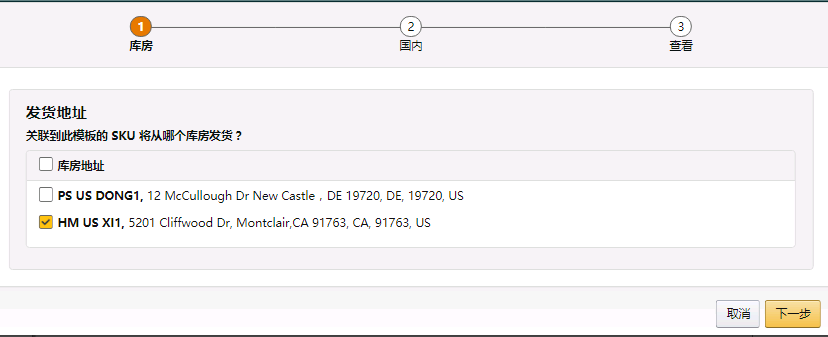 1 2 3
库房 国内 查看
发货地址
关联到此模板的 SKU 将从哪个库房发货？
库房地址
PS US DONG1, 12 McCullough Dr New Castle，DE 19720, DE, 19720, US
HM US XI1, 5201 Cliffwood Dr, Montclair,CA 91763, CA, 91763, US
取消 下一步